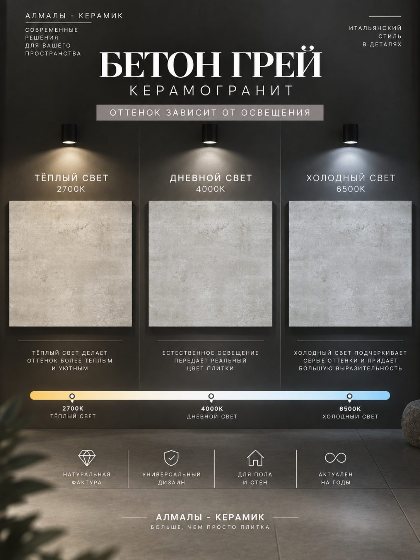 АЛМАЛЫ - КЕРАМИК
СОВРЕМЕННЫЕ
РЕШЕНИЯ
ДЛЯ ВАШЕГО
ПРОСТРАНСТВА
ИТАЛЬЯНСКИЙ
СТИЛЬ
В ДЕТАЛЯХ
БЕТОН ГРЕЙ
КЕРАМОГРАНИТ
ОТТЕНОК ЗАВИСИТ ОТ ОСВЕЩЕНИЯ
ТЁПЛЫЙ СВЕТ
2700K
ДНЕВНОЙ СВЕТ
4000K
ХОЛОДНЫЙ СВЕТ
6500K
ТЁПЛЫЙ СВЕТ ДЕЛАЕТ
ОТТЕНОК БОЛЕЕ ТЕПЛЫМ
И УЮТНЫМ
ЕСТЕСТВЕННОЕ ОСВЕЩЕНИЕ
ПЕРЕДАЁТ РЕАЛЬНЫЙ
ЦВЕТ ПЛИТКИ
ХОЛОДНЫЙ СВЕТ ПОДЧЕРКИВАЕТ
СЕРЫЕ ОТТЕНКИ И ПРИДАЁТ
БОЛЬШУЮ ВЫРАЗИТЕЛЬНОСТЬ
2700K
ТЁПЛЫЙ СВЕТ
4000K
ДНЕВНОЙ СВЕТ
6500K
ХОЛОДНЫЙ СВЕТ
НАТУРАЛЬНАЯ
ФАКТУРА
УНИВЕРСАЛЬНЫЙ
ДИЗАЙН
ДЛЯ ПОЛА
И СТЕН
АКТУАЛЕН
НА ГОДЫ
АЛМАЛЫ - КЕРАМИК
БОЛЬШЕ, ЧЕМ ПРОСТО ПЛИТКА